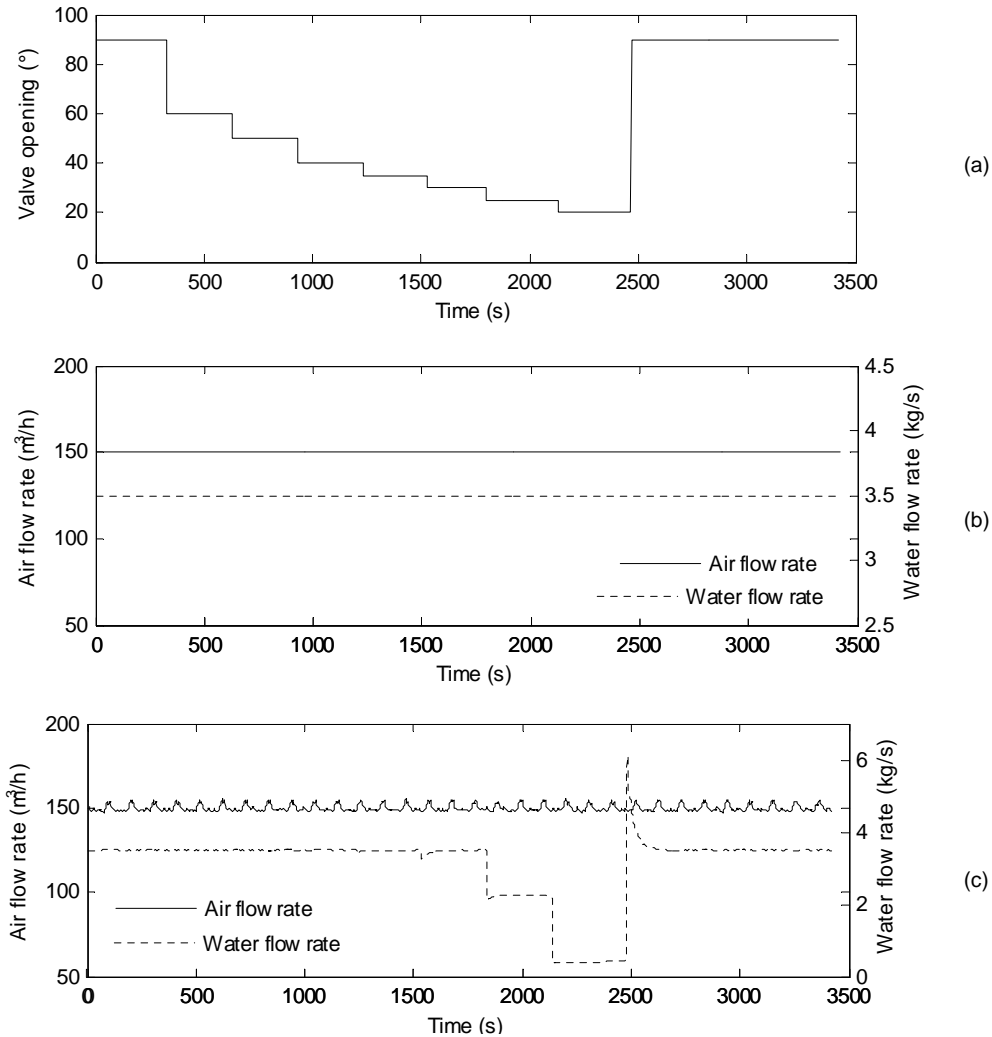 100
80
60
40
20
0
Valve opening (°)
0 500 1000 1500 2000 2500 3000 3500
Time (s)
(a)
200
150
100
50
Air flow rate (m³/h)
4.5
4
3.5
3
2.5
Water flow rate (kg/s)
Air flow rate
Water flow rate
0 500 1000 1500 2000 2500 3000 3500
Time (s)
(b)
200
150
100
50
Air flow rate (m³/h)
6
4
2
0
Water flow rate (kg/s)
Air flow rate
Water flow rate
0 500 1000 1500 2000 2500 3000 3500
Time (s)
(c)